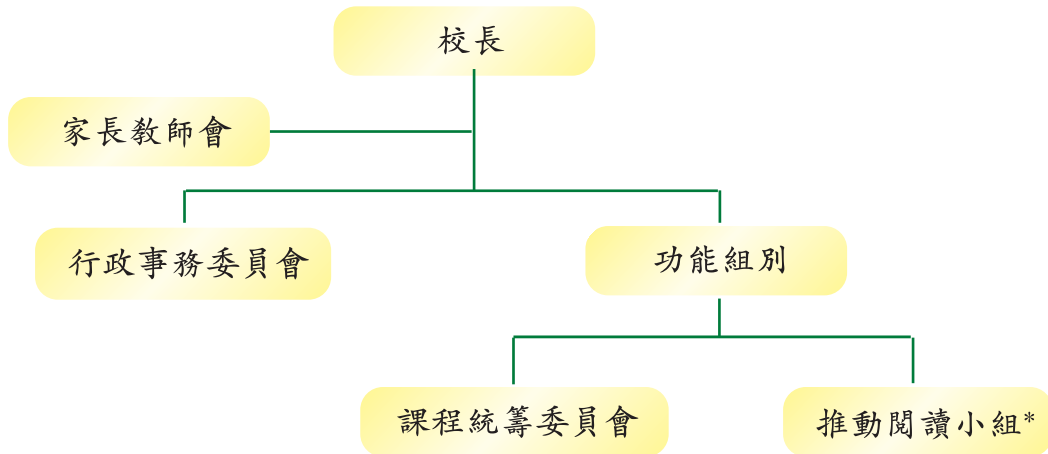 校長
家長教師會
行政事務委員會
功能組別
課程統籌委員會
推動閱讀小組*